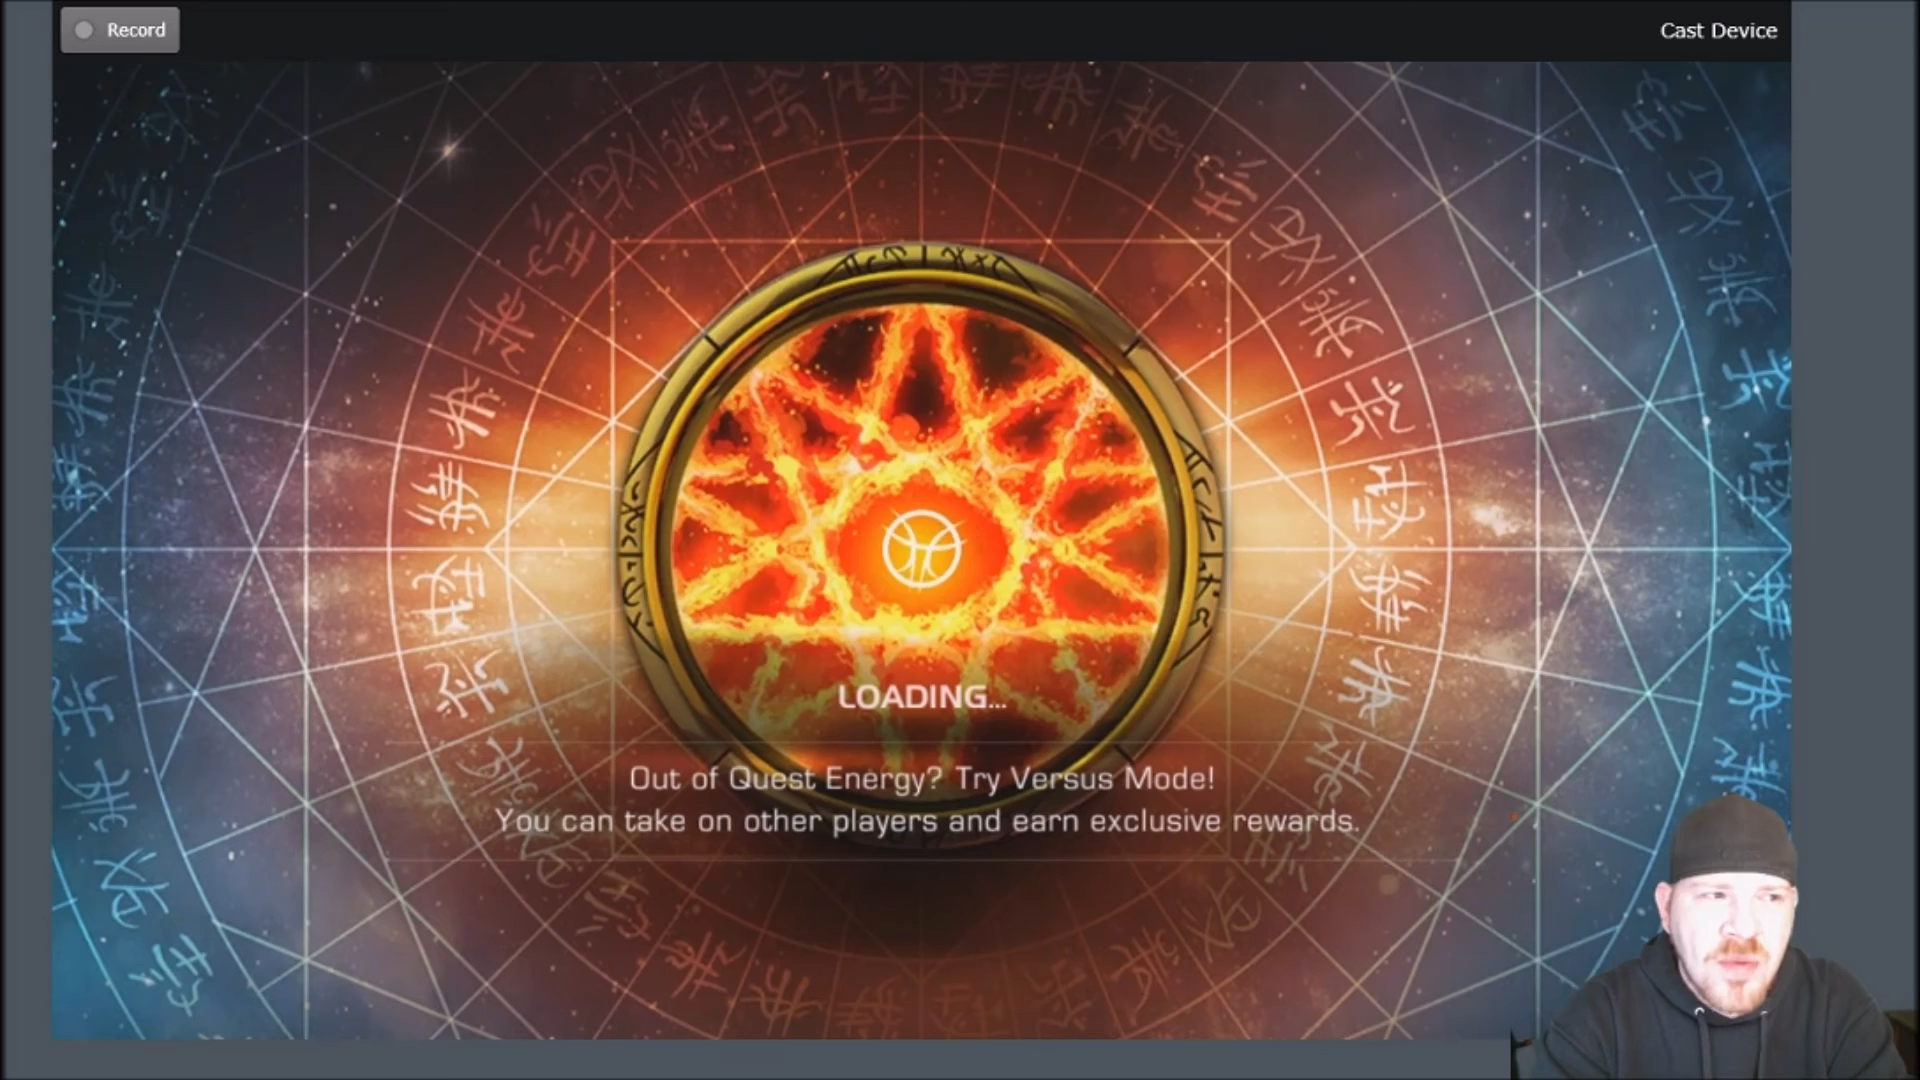 Record
Cast Device
LOADING...
Out of Quest Energy? Try Versus Mode!
You can take on other players and earn exclusive rewards.